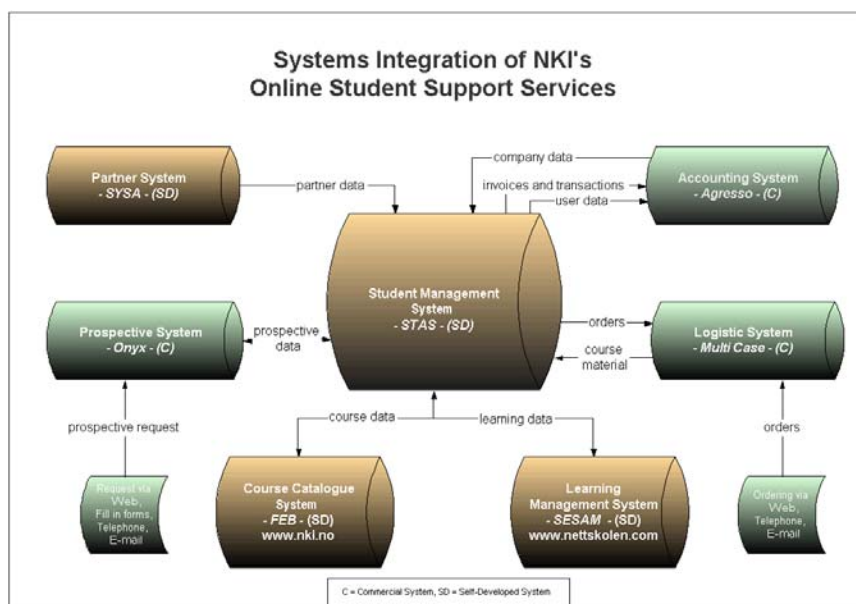 Systems Integration of NKI's
Online Student Support Services
Partner System
- SYSA - (SD)
partner data
company data
invoices and transactions
user data
Accounting System
- Agresso - (C)
Student Management
System
- STAS - (SD)
Prospective System
- Onyx - (C)
prospective
data
orders
course
material
Logistic System
- Multi Case - (C)
prospective request
course data
learning data
orders
Request via
Web,
Fill in forms,
Telephone,
E-mail
Course Catalogue
System
- FEB - (SD)
www.nki.no
Learning
Management System
- SESAM - (SD)
www.nettskolen.com
Ordering via
Web,
Telephone,
E-mail
C = Commercial System, SD = Self-Developed System